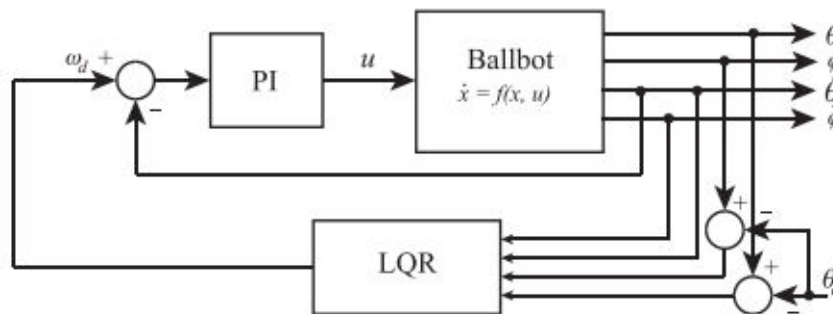 ω_d +
−
PI
u
Ballbot
ẋ = f(x, u)
θ
θ
+
−
LQR
+
−
θ